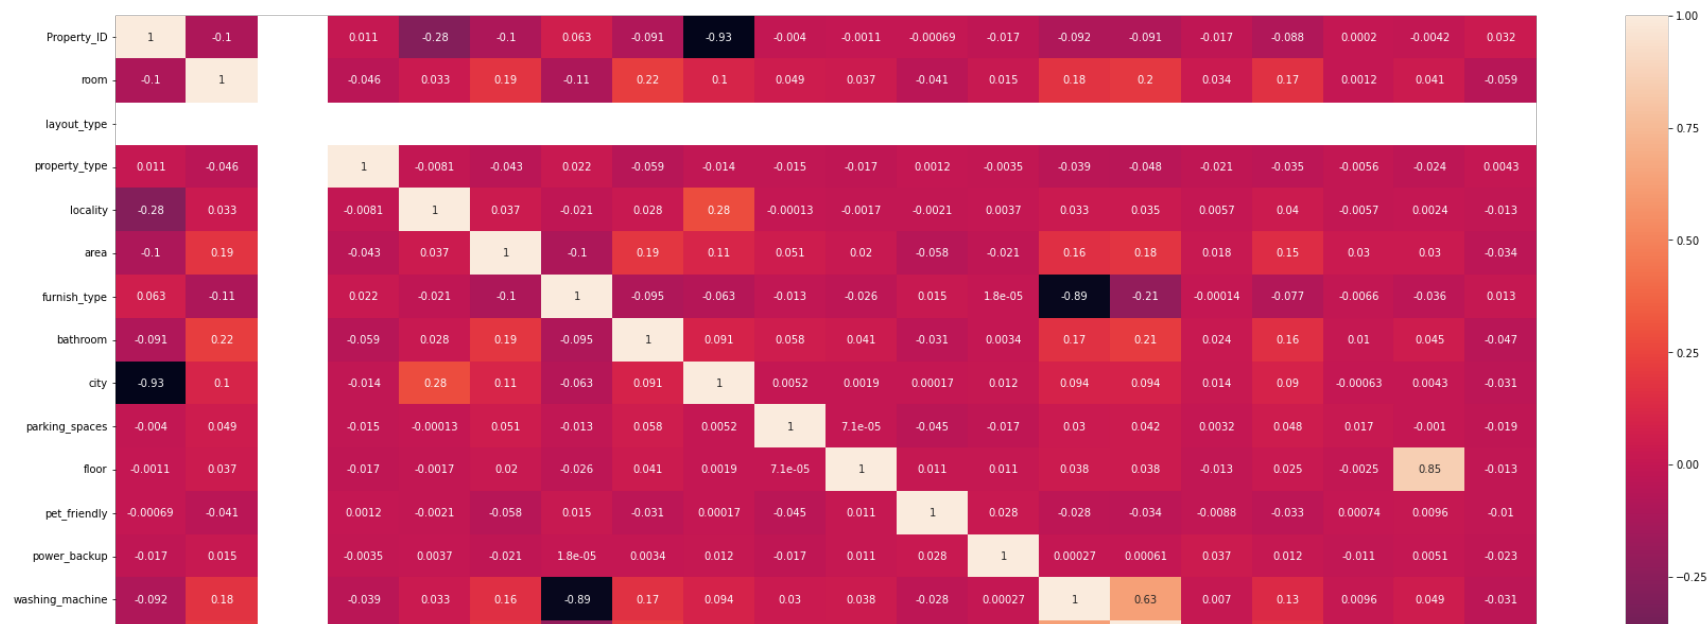 Property_ID 1 -0.1 0.011 -0.28 -0.1 0.063 -0.091 -0.93 -0.004 -0.0011 -0.00069 -0.017 -0.092 -0.091 -0.017 -0.088 0.0002 -0.0042 0.032 1.00
room -0.1 1 -0.046 0.033 0.19 -0.11 0.22 0.1 0.049 0.037 -0.041 0.015 0.18 0.2 0.034 0.17 0.0012 0.041 -0.059
layout_type 0.75
property_type 0.011 -0.046 1 -0.0081 -0.043 0.022 -0.059 -0.014 -0.015 -0.017 0.0012 -0.0035 -0.039 -0.048 -0.021 -0.035 -0.0056 -0.024 0.0043
locality -0.28 0.033 -0.0081 1 0.037 -0.021 0.028 0.28 -0.00013 -0.0017 -0.0021 0.0037 0.033 0.035 0.0057 0.04 -0.0057 0.0024 -0.013
area -0.1 0.19 -0.043 0.037 1 -0.1 0.19 0.11 0.051 0.02 -0.058 -0.021 0.16 0.18 0.018 0.15 0.03 0.03 -0.034 0.50
furnish_type 0.063 -0.11 0.022 -0.021 -0.1 1 -0.095 -0.063 -0.013 -0.026 0.015 1.8e-05 -0.89 -0.21 -0.00014 -0.077 -0.0066 -0.036 0.013
bathroom -0.091 0.22 -0.059 0.028 0.19 -0.095 1 0.091 0.058 0.041 -0.031 0.0034 0.17 0.21 0.024 0.16 0.01 0.045 -0.047 0.25
city -0.93 0.1 -0.014 0.28 0.11 -0.063 0.091 1 0.0052 0.0019 0.00017 0.012 0.094 0.094 0.014 0.09 -0.00063 0.0043 -0.031
parking_spaces -0.004 0.049 -0.015 -0.00013 0.051 -0.013 0.058 0.0052 1 7.1e-05 -0.045 -0.017 0.03 0.042 0.0032 0.048 0.017 -0.001 -0.019
floor -0.0011 0.037 -0.017 -0.0017 0.02 -0.026 0.041 0.0019 7.1e-05 1 0.011 0.011 0.038 0.038 -0.013 0.025 -0.0025 0.85 -0.013 0.00
pet_friendly -0.00069 -0.041 0.0012 -0.0021 -0.058 0.015 -0.031 0.00017 -0.045 0.011 1 0.028 -0.028 -0.034 -0.0088 -0.033 0.00074 0.0096 -0.01
power_backup -0.017 0.015 -0.0035 0.0037 -0.021 1.8e-05 0.0034 0.012 -0.017 0.011 0.028 1 0.00027 0.00061 0.037 0.012 -0.011 0.0051 -0.023
washing_machine -0.092 0.18 -0.039 0.033 0.16 -0.89 0.17 0.094 0.03 0.038 -0.028 0.00027 1 0.63 0.007 0.13 0.0096 0.049 -0.031 -0.25